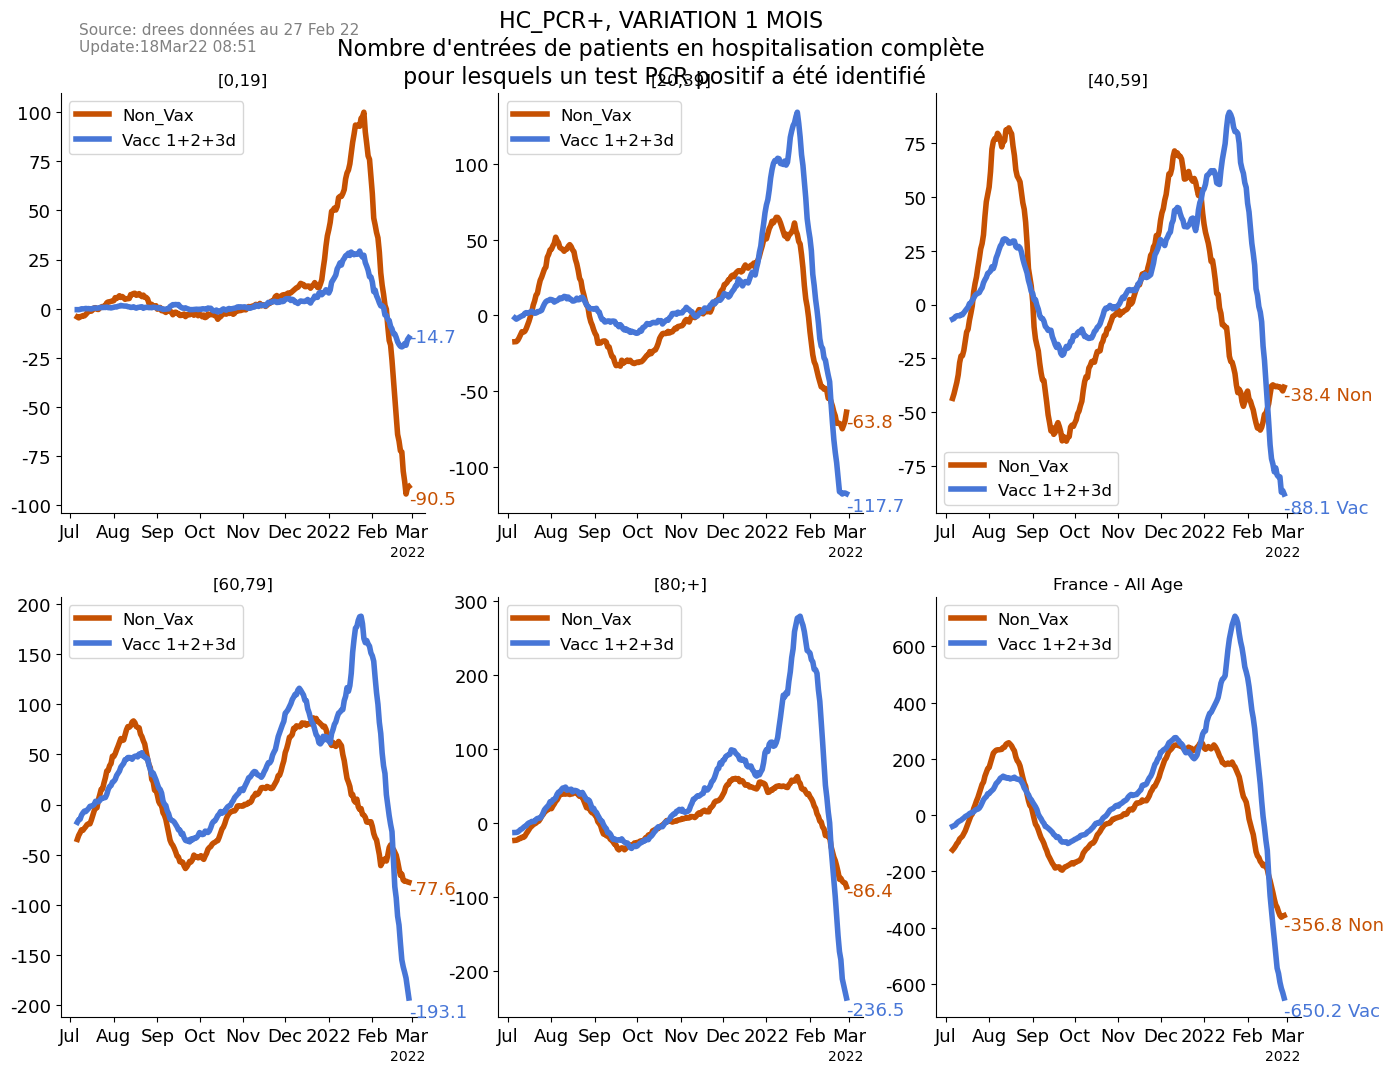 Source: drees données au 27 Feb 22
Update:18Mar22 08:51
HC_PCR+, VARIATION 1 MOIS
Nombre d'entrées de patients en hospitalisation complète
pour lesquels un test PCR positif a été identifié
[0,19]
Non_Vax
Vacc 1+2+3d
100
75
50
25
0
-25
-50
-75
-100
-14.7
-90.5
Jul Aug Sep Oct Nov Dec 2022 Feb Mar
2022
[20,39]
Non_Vax
Vacc 1+2+3d
100
50
0
-50
-100
-63.8
-117.7
Jul Aug Sep Oct Nov Dec 2022 Feb Mar
2022
[40,59]
75
50
25
0
-25
-50
-75
Non_Vax
Vacc 1+2+3d
-38.4 Non
-88.1 Vac
Jul Aug Sep Oct Nov Dec 2022 Feb Mar
2022
[60,79]
Non_Vax
Vacc 1+2+3d
200
150
100
50
0
-50
-100
-150
-200
-77.6
-193.1
Jul Aug Sep Oct Nov Dec 2022 Feb Mar
2022
[80;+]
Non_Vax
Vacc 1+2+3d
300
200
100
0
-100
-200
-86.4
-236.5
Jul Aug Sep Oct Nov Dec 2022 Feb Mar
2022
France - All Age
Non_Vax
Vacc 1+2+3d
600
400
200
0
-200
-400
-600
-356.8 Non
-650.2 Vac
Jul Aug Sep Oct Nov Dec 2022 Feb Mar
2022